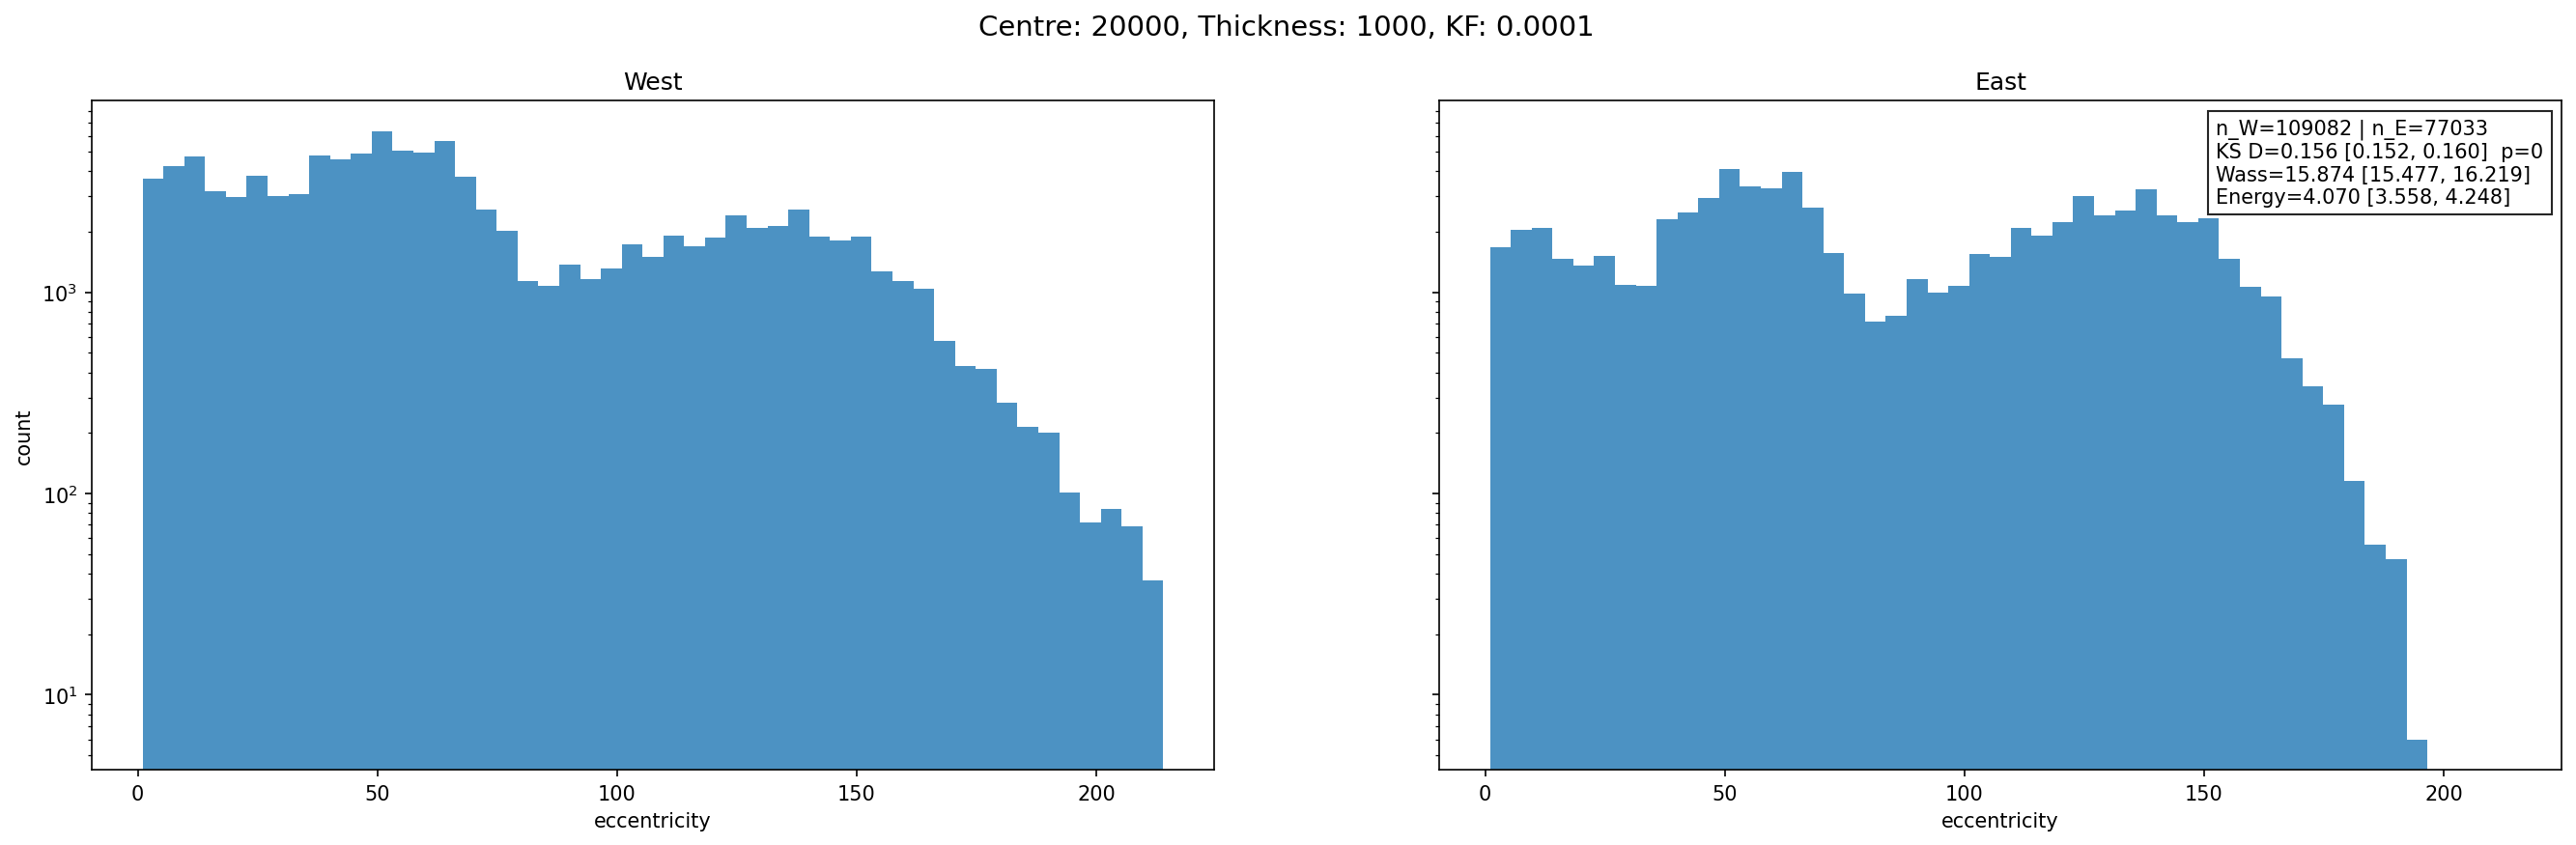 Centre: 20000, Thickness: 1000, KF: 0.0001
West
East
n_W=109082 | n_E=77033
KS D=0.156 [0.152, 0.160]  p=0
Wass=15.874 [15.477, 16.219]
Energy=4.070 [3.558, 4.248]
count
10³
10²
10¹
0 50 100 150 200
eccentricity
0 50 100 150 200
eccentricity